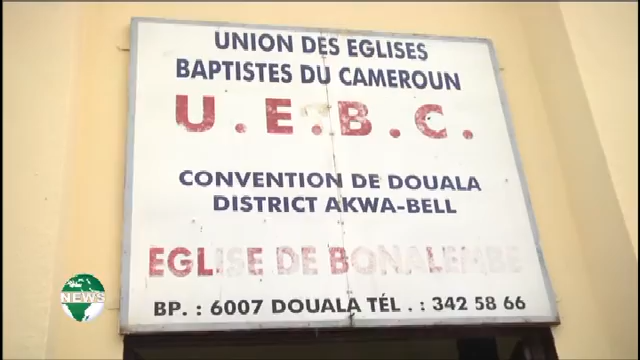 UNION DES EGLISES
BAPTISTES DU CAMEROUN
U.E.B.C.
CONVENTION DE DOUALA
DISTRICT AKWA-BELL
EGLISE DE BONALEMBE
BP. : 6007 DOUALA TÉL. : 342 58 66
NEWS